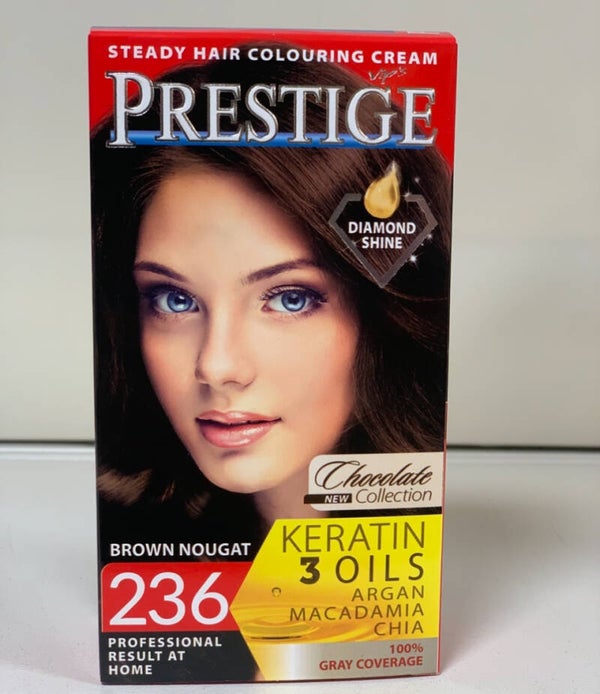 STEADY HAIR COLOURING CREAM
Vip's
PRESTIGE
DIAMOND
SHINE
Chocolate
NEW Collection
BROWN NOUGAT
236
PROFESSIONAL
RESULT AT
HOME
KERATIN
3 OILS
ARGAN
MACADAMIA
CHIA
100%
GRAY COVERAGE